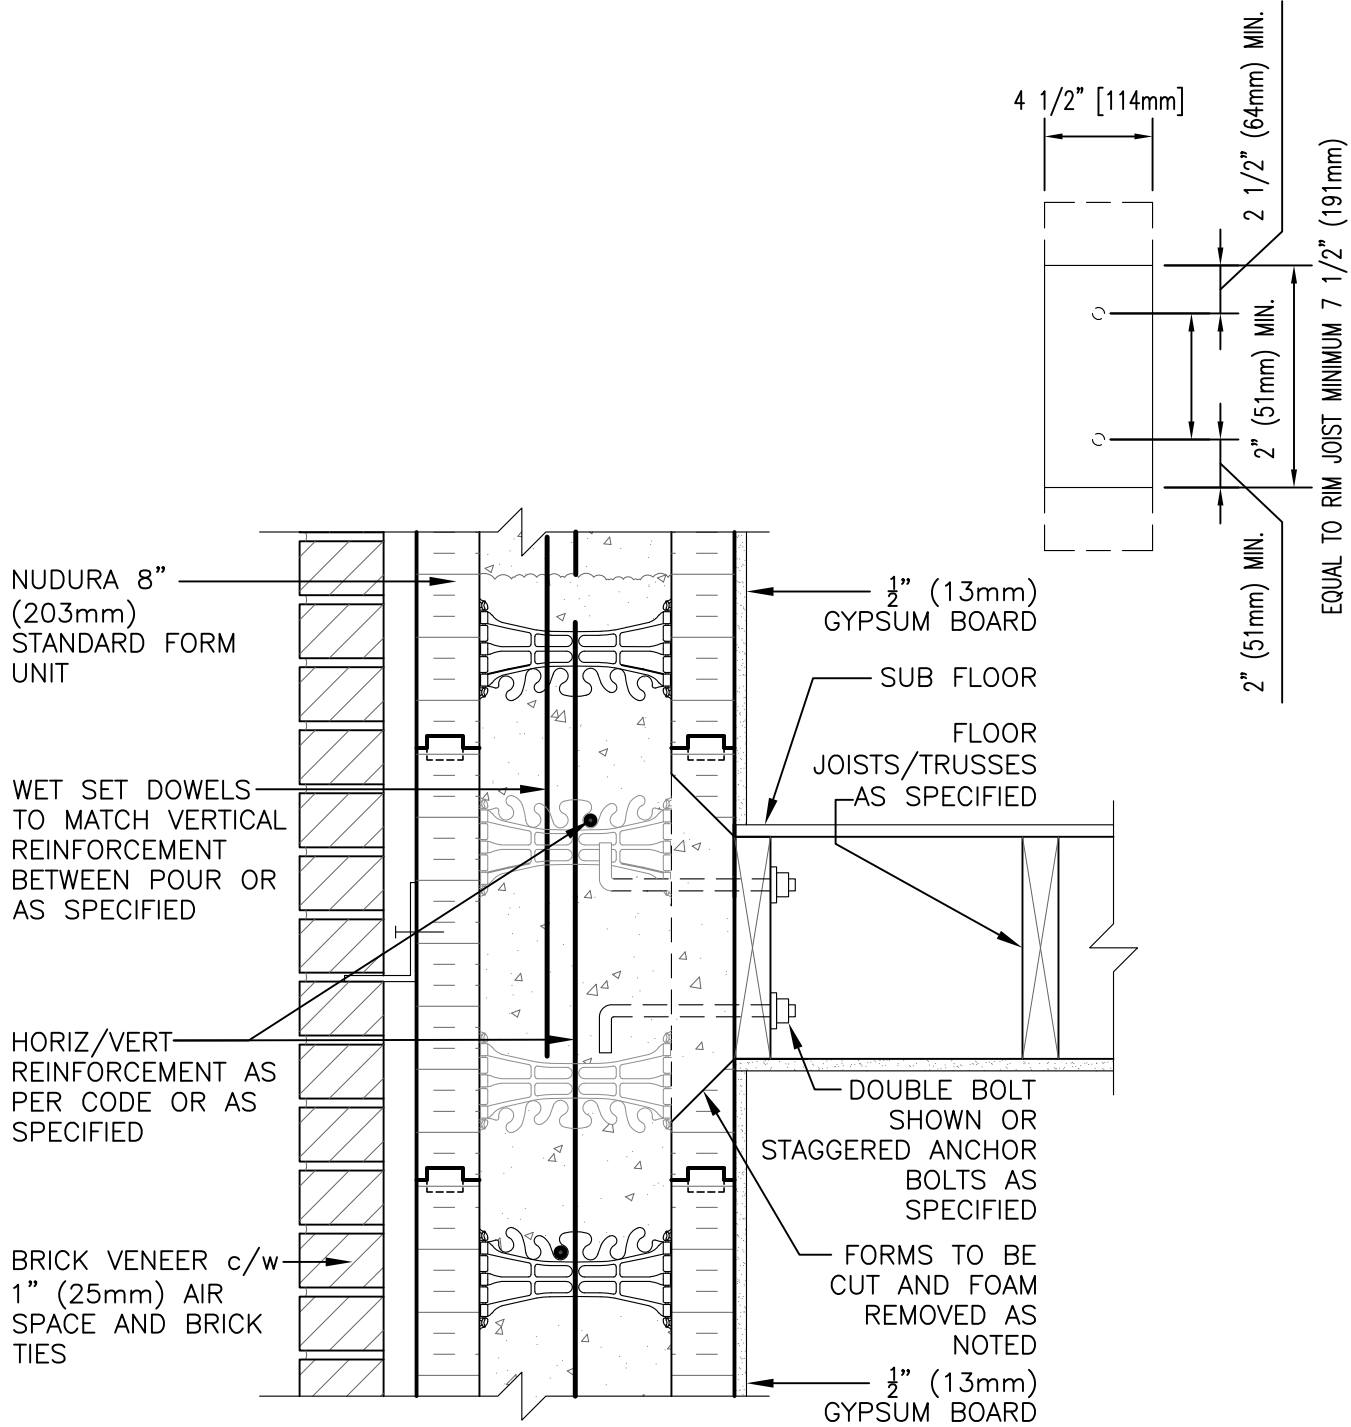 4 1/2” [114mm]
2 1/2” (64mm) MIN.
2” (51mm) MIN.
2” (51mm) MIN.
EQUAL TO RIM JOIST MINIMUM 7 1/2” (191mm)
NUDURA 8”
(203mm)
STANDARD FORM
UNIT
WET SET DOWELS
TO MATCH VERTICAL
REINFORCEMENT
BETWEEN POUR OR
AS SPECIFIED
HORIZ/VERT
REINFORCEMENT AS
PER CODE OR AS
SPECIFIED
BRICK VENEER c/w
1” (25mm) AIR
SPACE AND BRICK
TIES
½” (13mm)
GYPSUM BOARD
SUB FLOOR
FLOOR
JOISTS/TRUSSES
AS SPECIFIED
DOUBLE BOLT
SHOWN OR
STAGGERED ANCHOR
BOLTS AS
SPECIFIED
FORMS TO BE
CUT AND FOAM
REMOVED AS
NOTED
½” (13mm)
GYPSUM BOARD